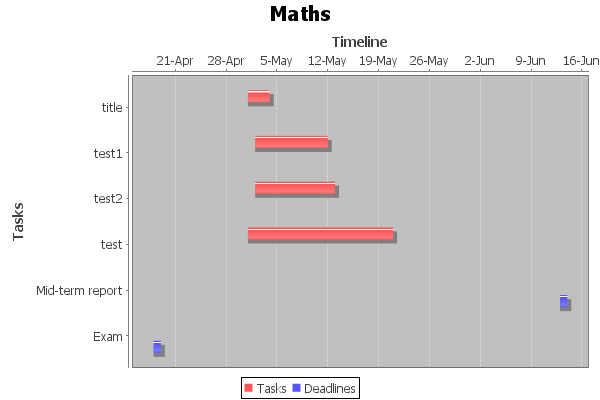 Maths
Timeline
21-Apr 28-Apr 5-May 12-May 19-May 26-May 2-Jun 9-Jun 16-Jun
Tasks
title
test1
test2
test
Mid-term report
Exam
Tasks Deadlines